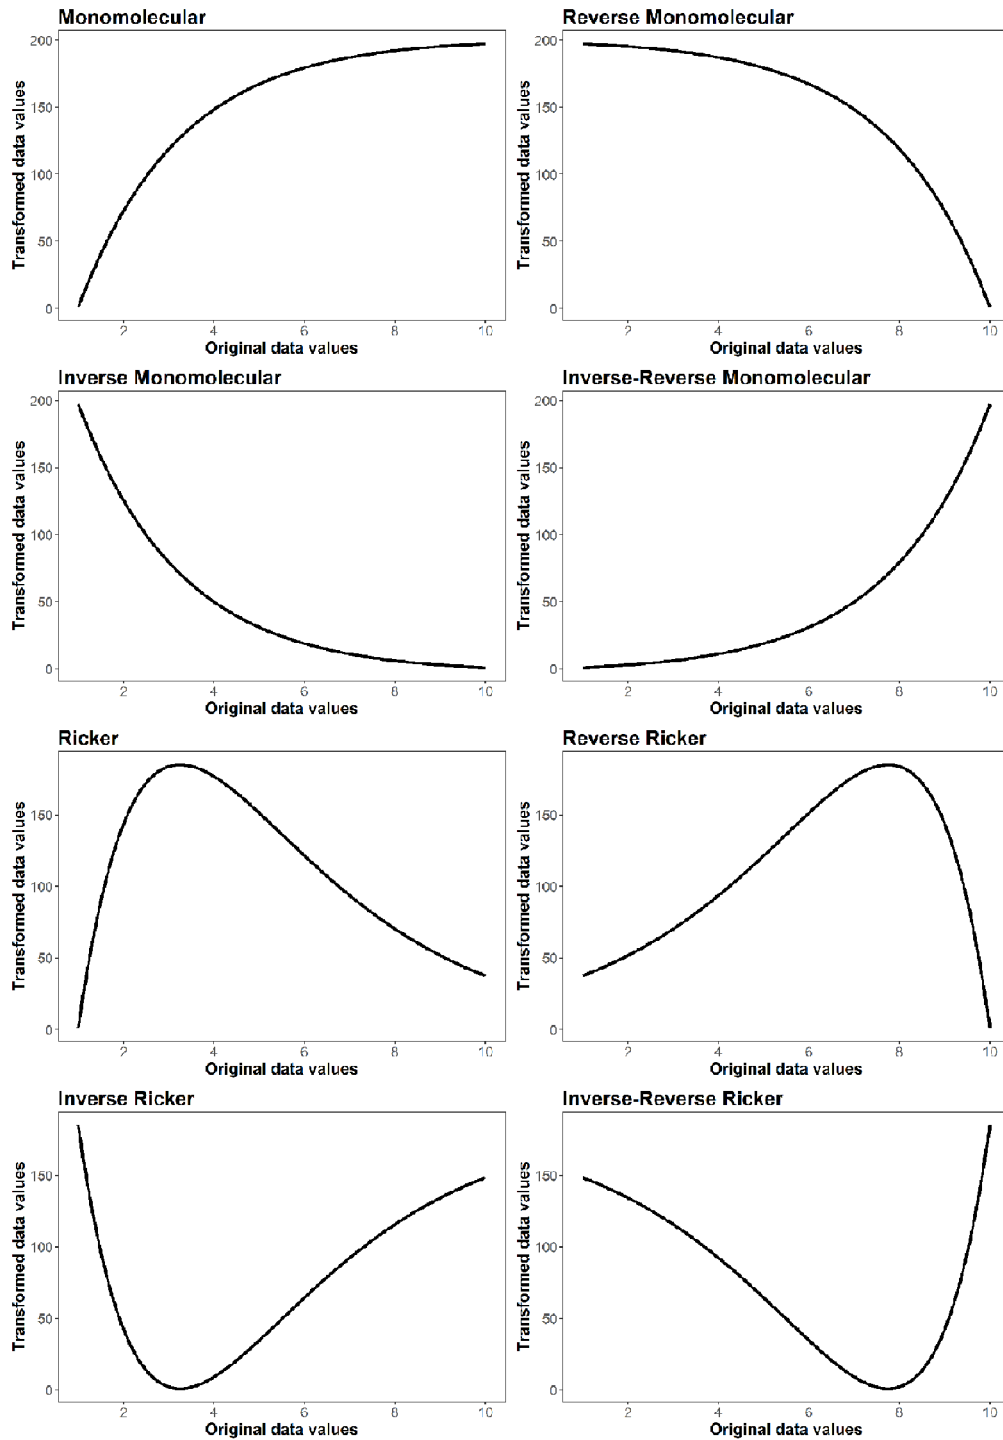 Monomolecular
Reverse Monomolecular
Transformed data values
200
150
100
50
0
2 4 6 8 10
Original data values
Transformed data values
200
150
100
50
0
2 4 6 8 10
Original data values
Inverse Monomolecular
Inverse-Reverse Monomolecular
Transformed data values
200
150
100
50
0
2 4 6 8 10
Original data values
Transformed data values
200
150
100
50
0
2 4 6 8 10
Original data values
Ricker
Reverse Ricker
Transformed data values
150
100
50
0
2 4 6 8 10
Original data values
Transformed data values
150
100
50
0
2 4 6 8 10
Original data values
Inverse Ricker
Inverse-Reverse Ricker
Transformed data values
150
100
50
0
2 4 6 8 10
Original data values
Transformed data values
150
100
50
0
2 4 6 8 10
Original data values